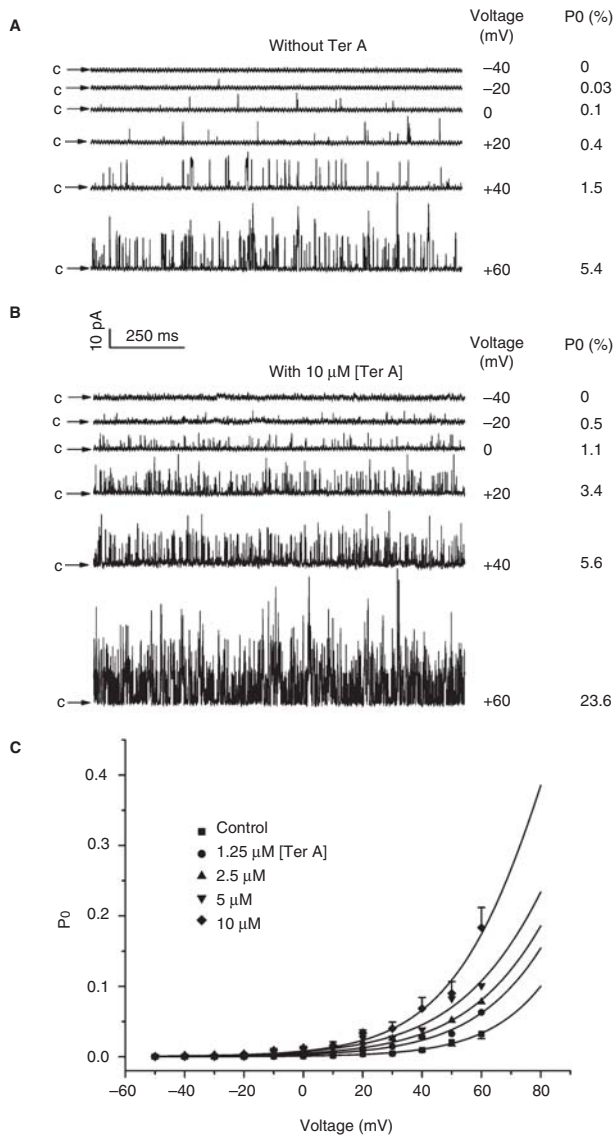 A
Without Ter A
Voltage (mV)
P0 (%)
c
–40
0
c
–20
0.03
c
0
0.1
c
+20
0.4
c
+40
1.5
c
+60
5.4
B
10 pA
250 ms
With 10 μM [Ter A]
Voltage (mV)
P0 (%)
c
–40
0
c
–20
0.5
c
0
1.1
c
+20
3.4
c
+40
5.6
c
+60
23.6
C
0.4
0.3
0.2
0.1
0.0
P0
Control
1.25 μM [Ter A]
2.5 μM
5 μM
10 μM
–60 –40 –20 0 20 40 60 80
Voltage (mV)